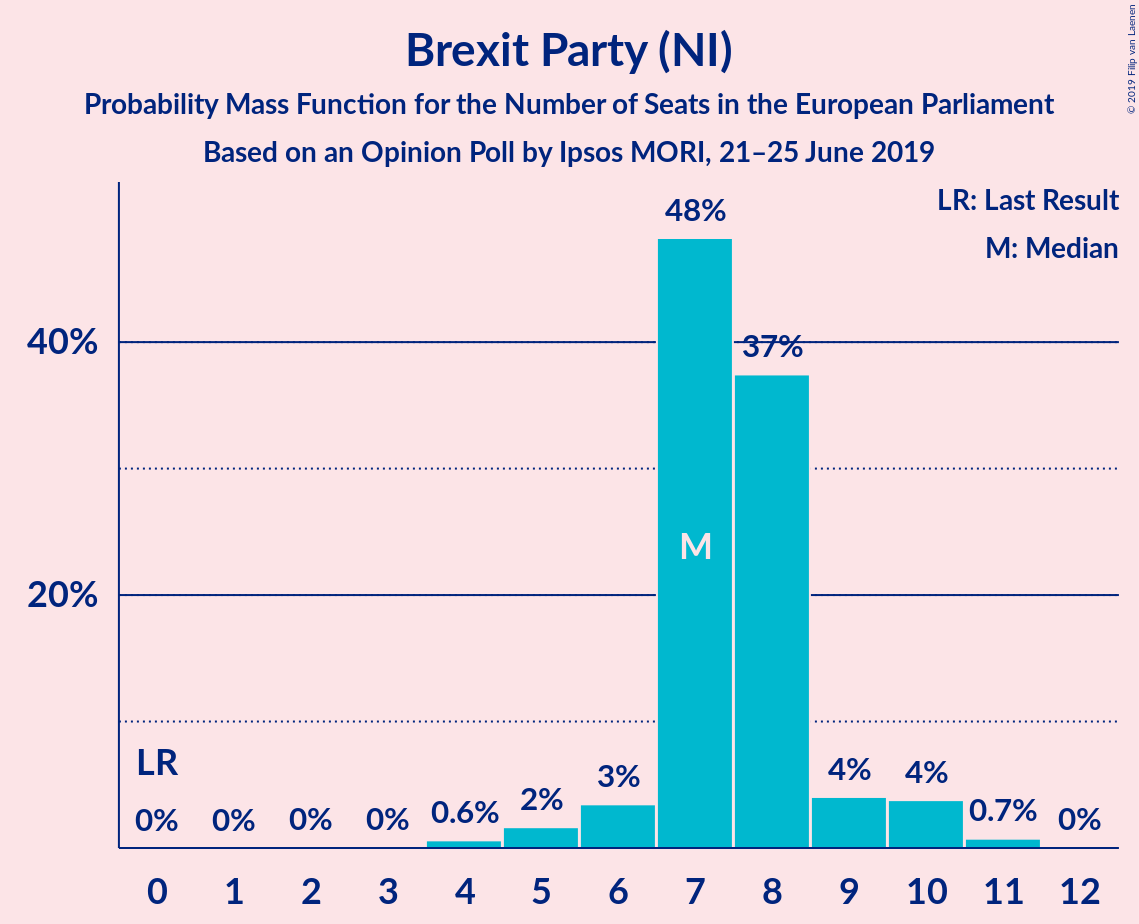 Brexit Party (NI)
Probability Mass Function for the Number of Seats in the European Parliament
Based on an Opinion Poll by Ipsos MORI, 21–25 June 2019
© 2019 Filip van Laenen
LR: Last Result
M: Median
48%
40%
37%
M
20%
LR
0% 0% 0% 0% 0.6% 2% 3% 4% 4% 0.7% 0%
0 1 2 3 4 5 6 7 8 9 10 11 12